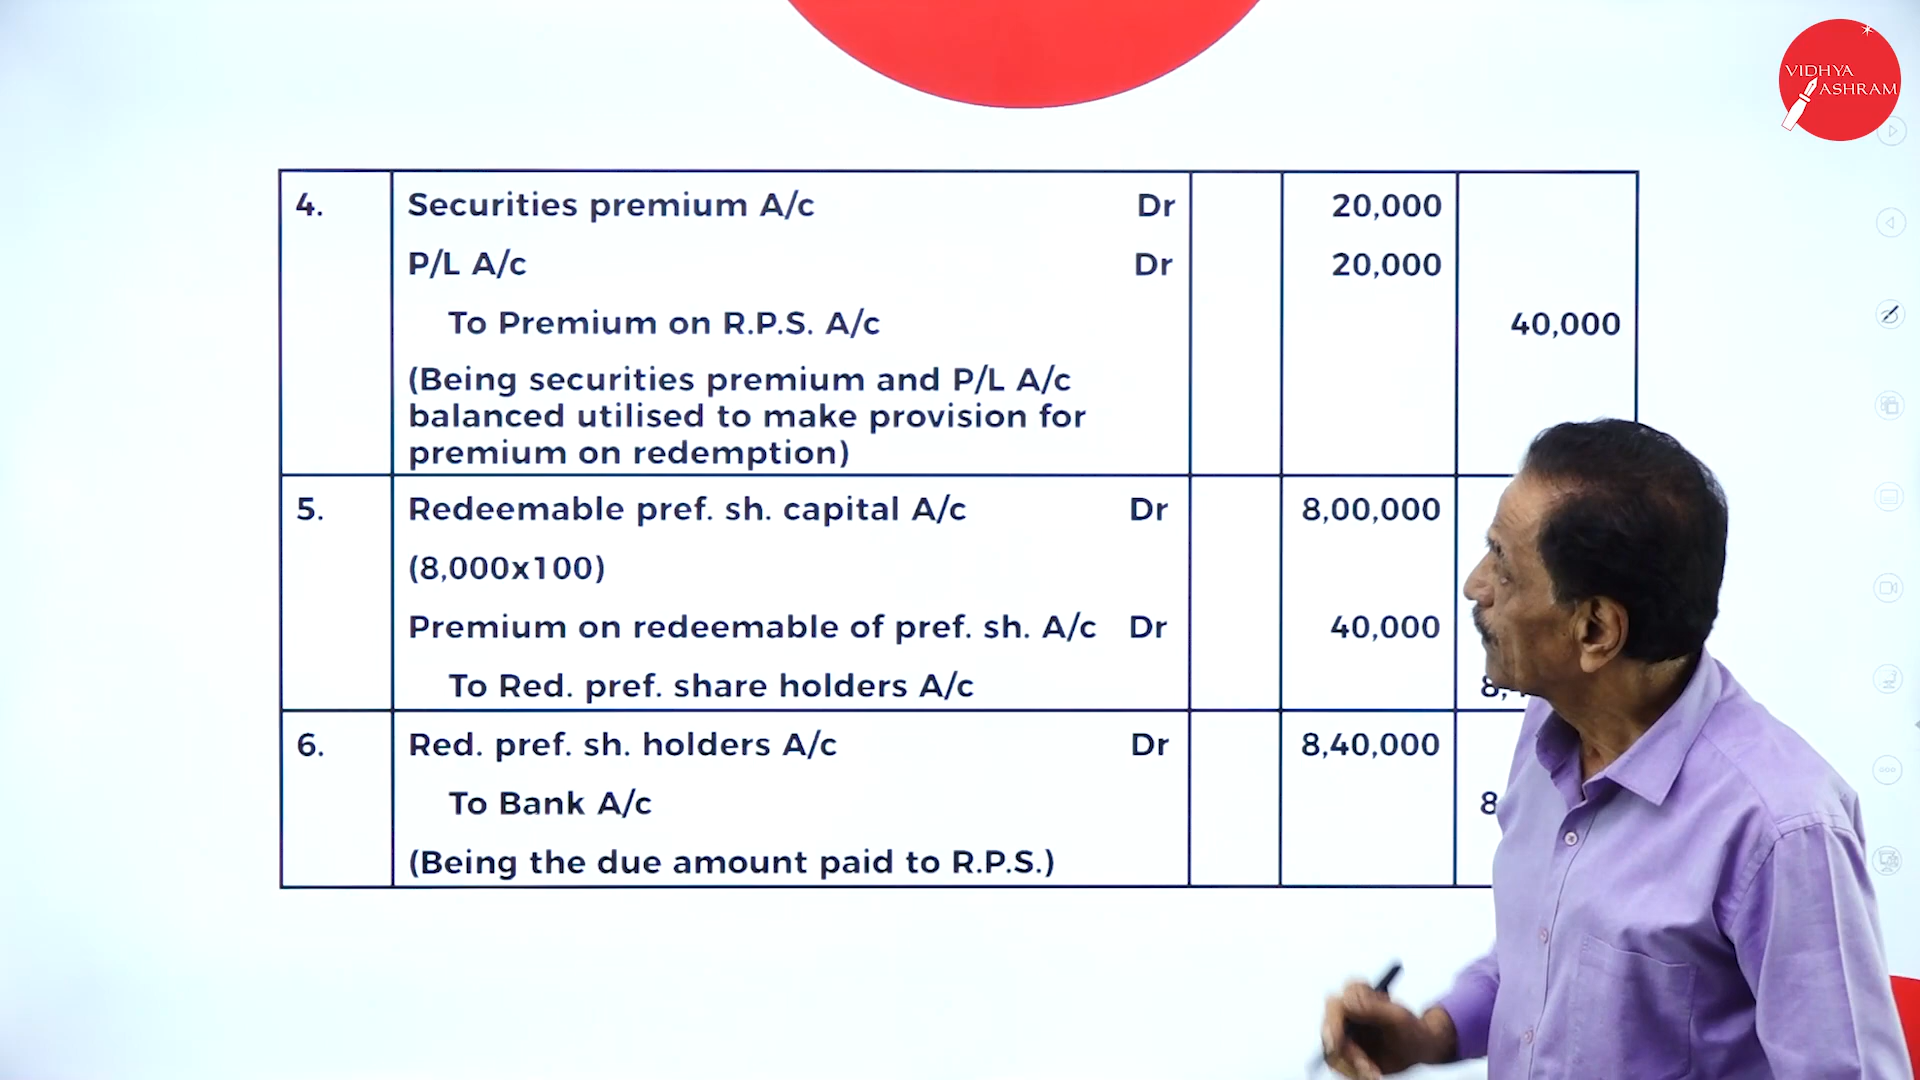 VIDHYA
ASHRAM
4. Securities premium A/c Dr 20,000
P/L A/c Dr 20,000
To Premium on R.P.S. A/c 40,000
(Being securities premium and P/L A/c
balanced utilised to make provision for
premium on redemption)
5. Redeemable pref. sh. capital A/c Dr 8,00,000
(8,000x100)
Premium on redeemable of pref. sh. A/c Dr 40,000
To Red. pref. share holders A/c
6. Red. pref. sh. holders A/c Dr 8,40,000
To Bank A/c
(Being the due amount paid to R.P.S.)